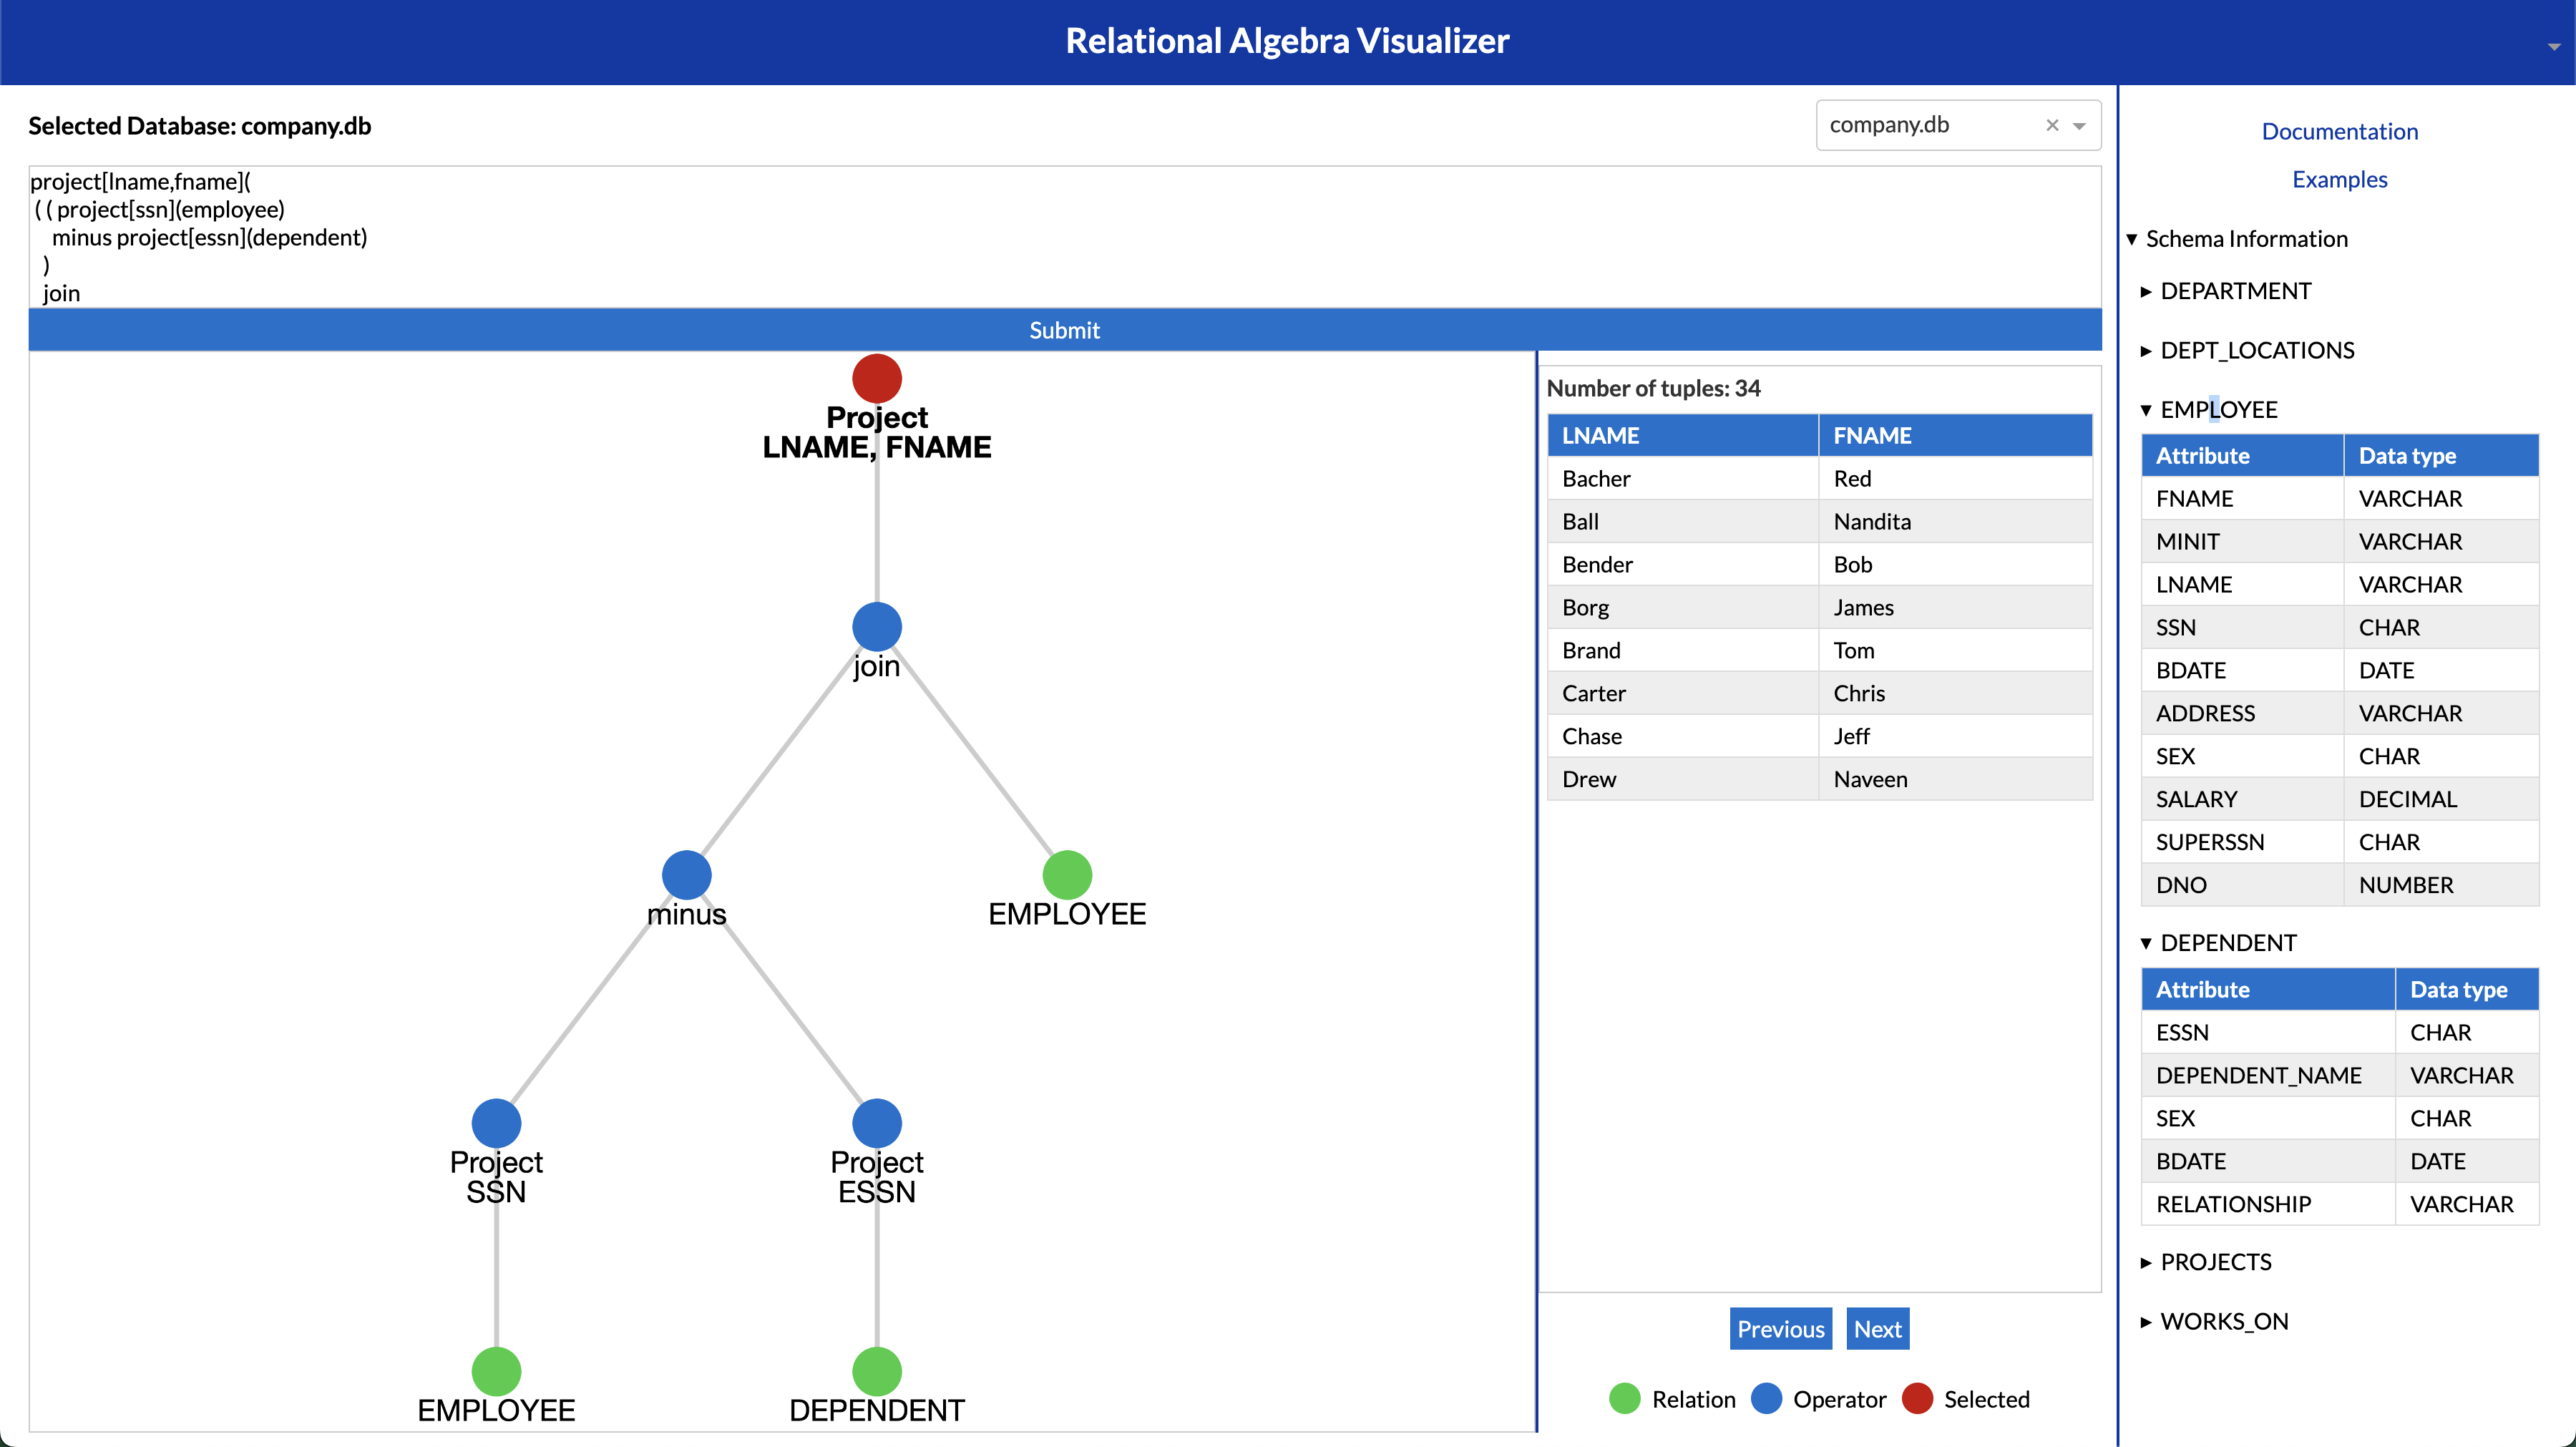 Relational Algebra Visualizer
Selected Database: company.db
company.db
project[lname,fname](
( ( project[ssn](employee)
minus project[essn](dependent)
)
join
Submit
Project
LNAME, FNAME
join
minus
EMPLOYEE
Project
SSN
Project
ESSN
EMPLOYEE
DEPENDENT
Number of tuples: 34
LNAME FNAME
Bacher Red
Ball Nandita
Bender Bob
Borg James
Brand Tom
Carter Chris
Chase Jeff
Drew Naveen
Previous Next
Relation Operator Selected
Documentation
Examples
Schema Information
DEPARTMENT
DEPT_LOCATIONS
EMPLOYEE
Attribute Data type
FNAME VARCHAR
MINIT VARCHAR
LNAME VARCHAR
SSN CHAR
BDATE DATE
ADDRESS VARCHAR
SEX CHAR
SALARY DECIMAL
SUPERSSN CHAR
DNO NUMBER
DEPENDENT
Attribute Data type
ESSN CHAR
DEPENDENT_NAME VARCHAR
SEX CHAR
BDATE DATE
RELATIONSHIP VARCHAR
PROJECTS
WORKS_ON